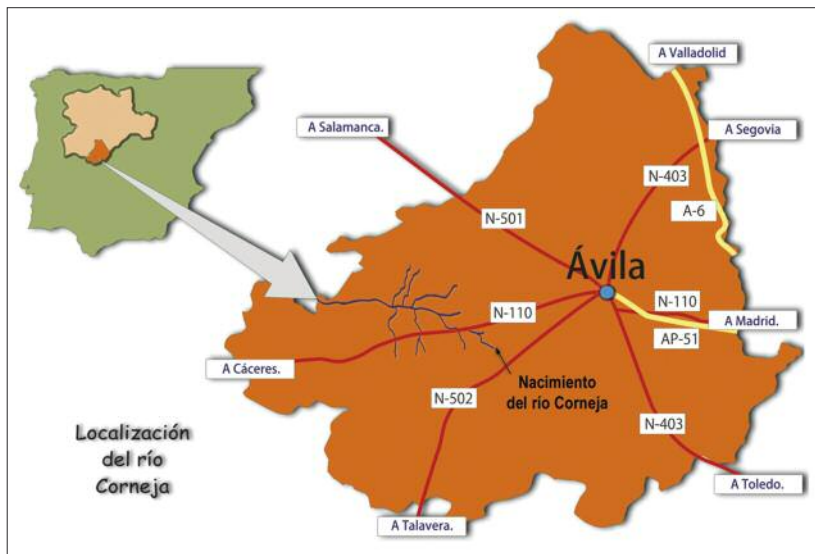 A Valladolid
A Salamanca.
A Segovia
N-403
A-6
N-501
Ávila
N-110
N-110
A Madrid.
AP-51
A Cáceres.
Nacimiento
del río Corneja
N-502
N-403
Localización
del río
Corneja
A Toledo.
A Talavera.